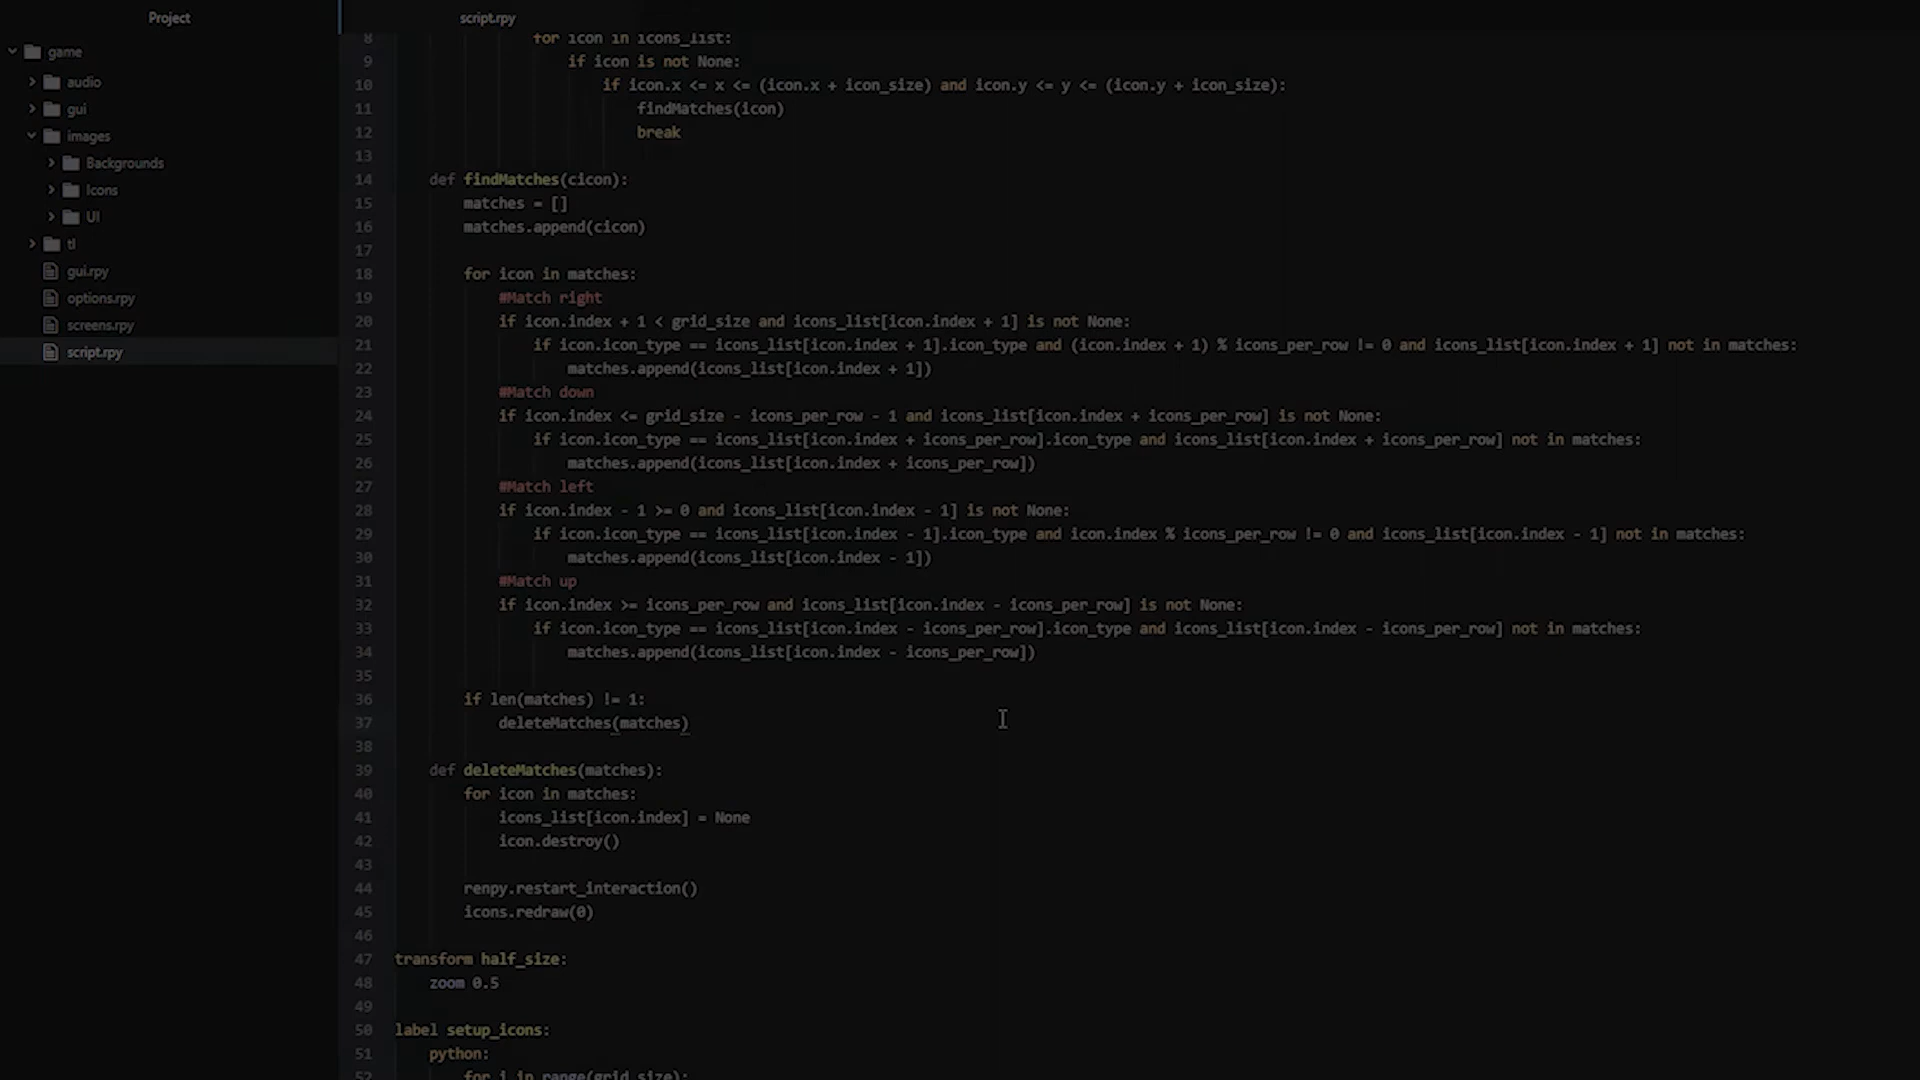 Project
script.rpy
game
audio
gui
images
Backgrounds
Icons
UI
tl
gui.rpy
options.rpy
screens.rpy
script.rpy
8 for icon in icons_list:
9 if icon is not None:
10 if icon.x <= x <= (icon.x + icon_size) and icon.y <= y <= (icon.y + icon_size):
11 findMatches(icon)
12 break
13
14 def findMatches(cicon):
15 matches = []
16 matches.append(cicon)
17
18 for icon in matches:
19 #Match right
20 if icon.index + 1 < grid_size and icons_list[icon.index + 1] is not None:
21 if icon.icon_type == icons_list[icon.index + 1].icon_type and (icon.index + 1) % icons_per_row != 0 and icons_list[icon.index + 1] not in matches:
22 matches.append(icons_list[icon.index + 1])
23 #Match down
24 if icon.index <= grid_size - icons_per_row - 1 and icons_list[icon.index + icons_per_row] is not None:
25 if icon.icon_type == icons_list[icon.index + icons_per_row].icon_type and icons_list[icon.index + icons_per_row] not in matches:
26 matches.append(icons_list[icon.index + icons_per_row])
27 #Match left
28 if icon.index - 1 >= 0 and icons_list[icon.index - 1] is not None:
29 if icon.icon_type == icons_list[icon.index - 1].icon_type and icon.index % icons_per_row != 0 and icons_list[icon.index - 1] not in matches:
30 matches.append(icons_list[icon.index - 1])
31 #Match up
32 if icon.index >= icons_per_row and icons_list[icon.index - icons_per_row] is not None:
33 if icon.icon_type == icons_list[icon.index - icons_per_row].icon_type and icons_list[icon.index - icons_per_row] not in matches:
34 matches.append(icons_list[icon.index - icons_per_row])
35
36 if len(matches) != 1:
37 deleteMatches(matches)
38
39 def deleteMatches(matches):
40 for icon in matches:
41 icons_list[icon.index] = None
42 icon.destroy()
43
44 renpy.restart_interaction()
45 icons.redraw(0)
46
47 transform half_size:
48 zoom 0.5
49
50 label setup_icons:
51 python:
52 for i in range(grid_size):